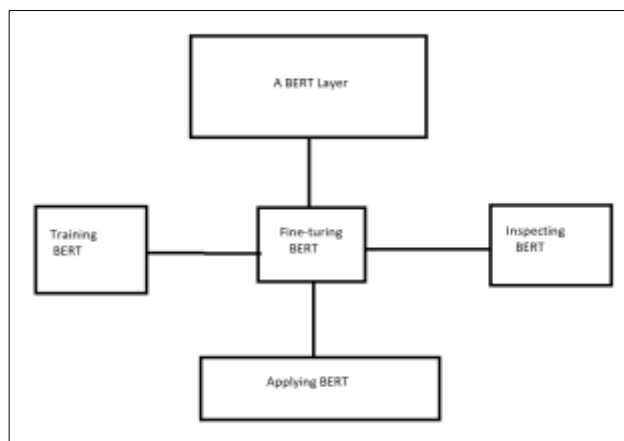 A BERT Layer
Training
BERT
Fine-turing
BERT
Inspecting
BERT
Applying BERT